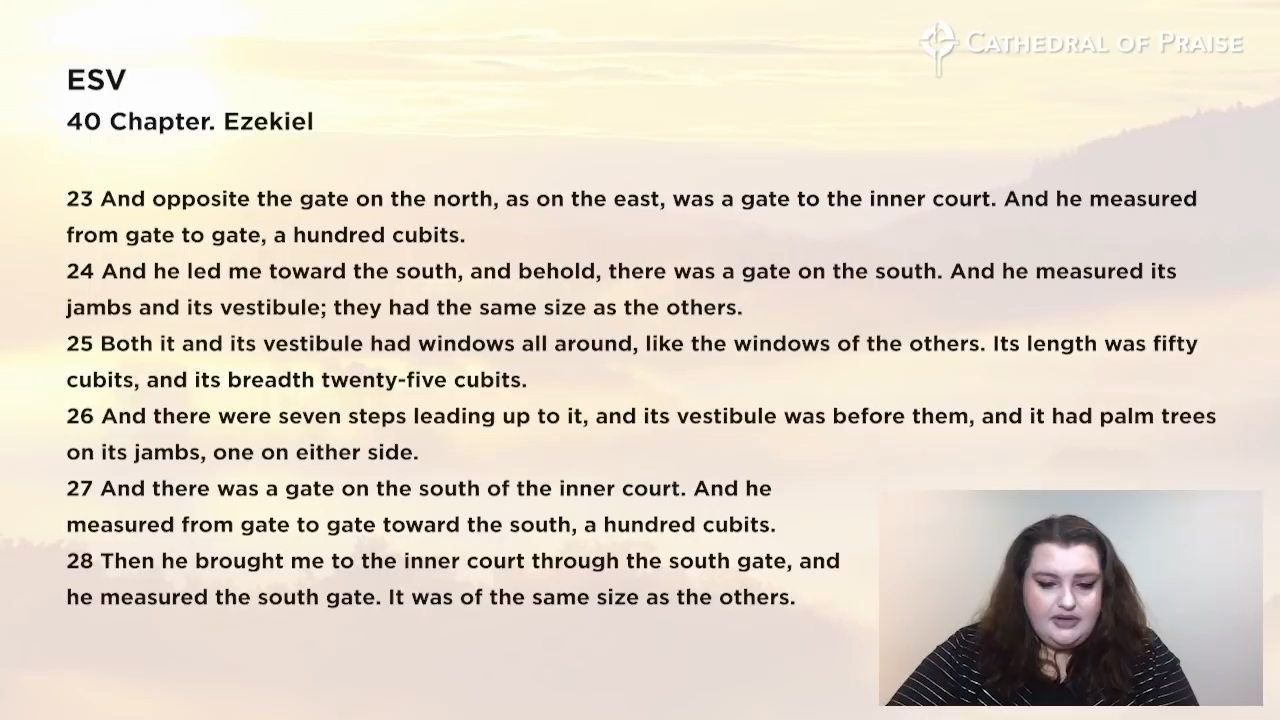 CATHEDRAL OF PRAISE
ESV
40 Chapter. Ezekiel
23 And opposite the gate on the north, as on the east, was a gate to the inner court. And he measured
from gate to gate, a hundred cubits.
24 And he led me toward the south, and behold, there was a gate on the south. And he measured its
jambs and its vestibule; they had the same size as the others.
25 Both it and its vestibule had windows all around, like the windows of the others. Its length was fifty
cubits, and its breadth twenty-five cubits.
26 And there were seven steps leading up to it, and its vestibule was before them, and it had palm trees
on its jambs, one on either side.
27 And there was a gate on the south of the inner court. And he
measured from gate to gate toward the south, a hundred cubits.
28 Then he brought me to the inner court through the south gate, and
he measured the south gate. It was of the same size as the others.